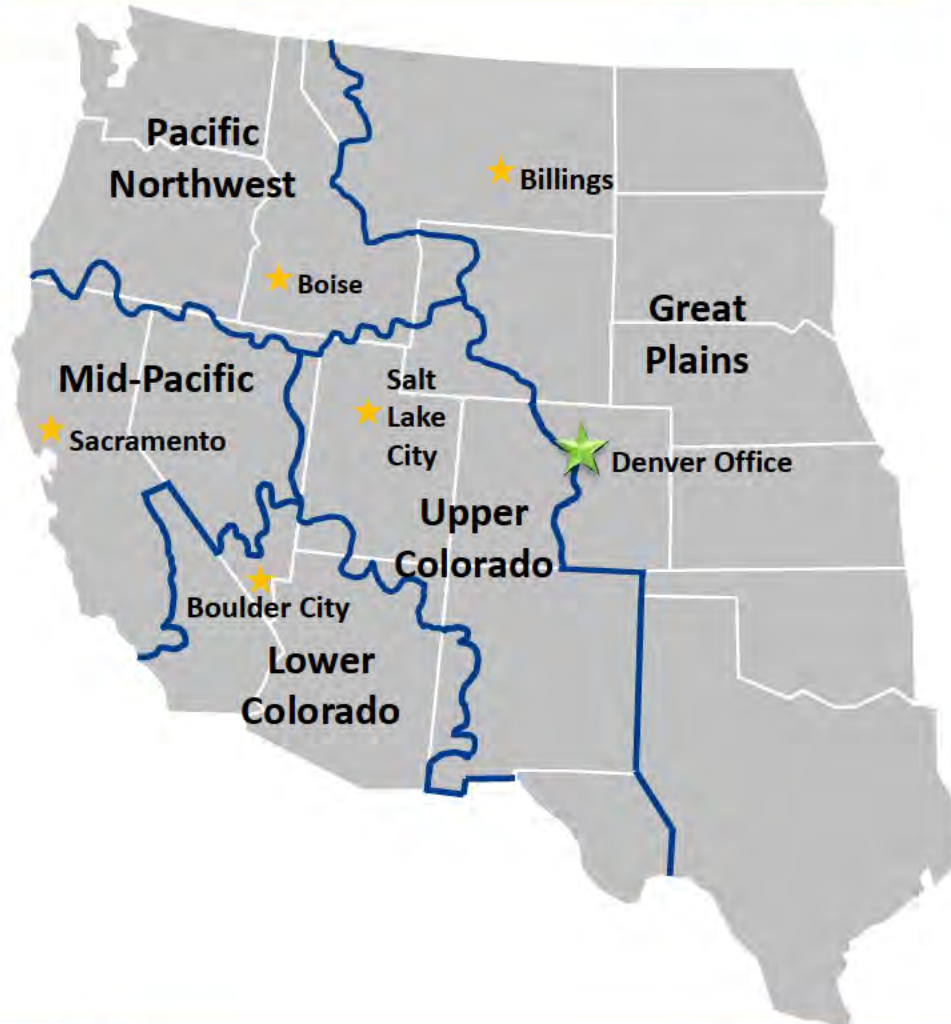 Pacific
Northwest
Billings
Boise
Great
Plains
Mid-Pacific
Salt
Lake
City
Sacramento
Denver Office
Upper
Colorado
Boulder City
Lower
Colorado